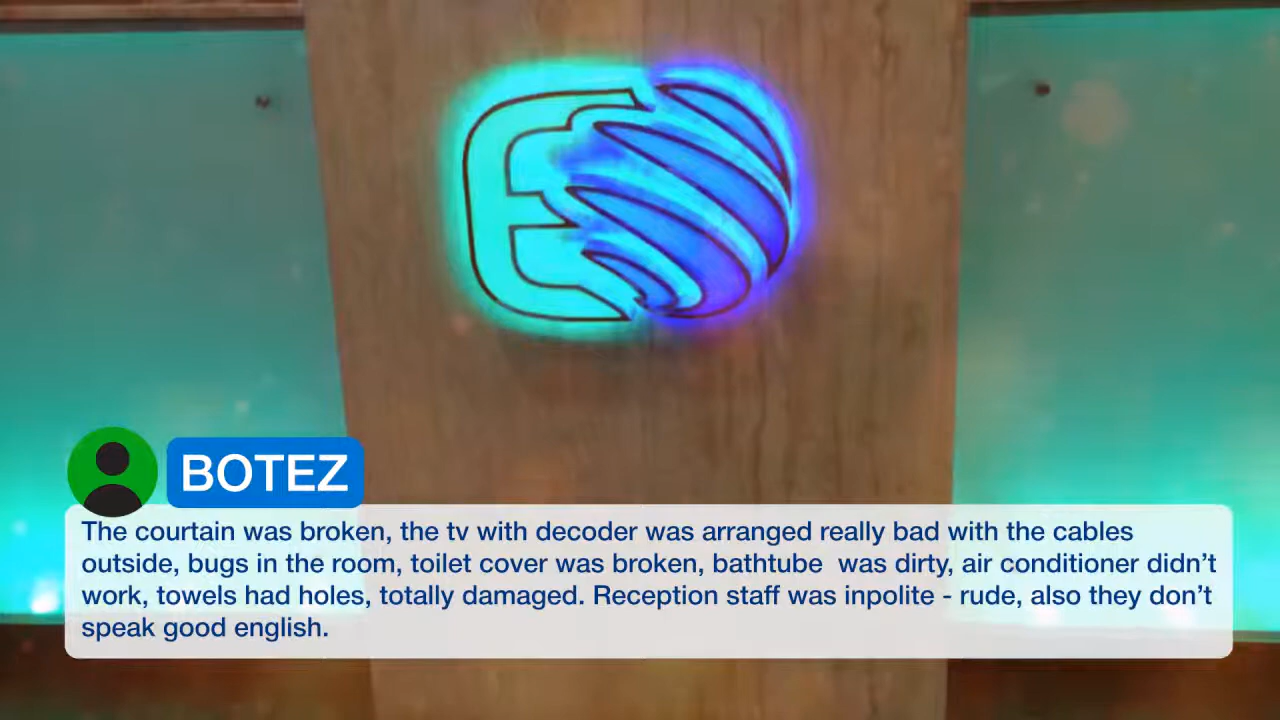 BOTEZ
The courtain was broken, the tv with decoder was arranged really bad with the cables
outside, bugs in the room, toilet cover was broken, bathtube  was dirty, air conditioner didn't
work, towels had holes, totally damaged. Reception staff was inpolite - rude, also they don't
speak good english.